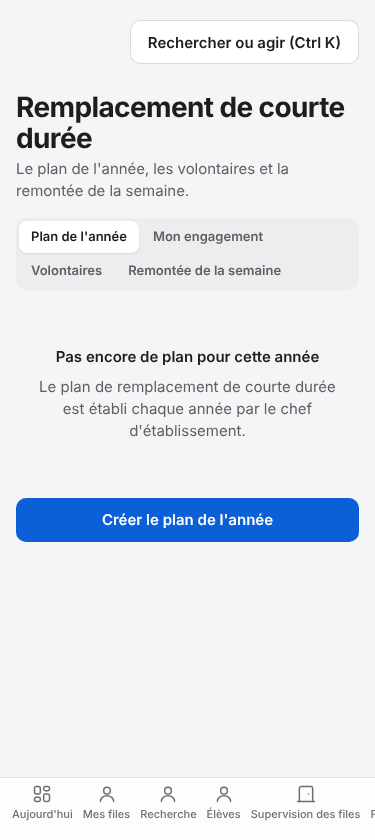 Rechercher ou agir (Ctrl K)
Remplacement de courte
durée
Le plan de l'année, les volontaires et la
remontée de la semaine.
Plan de l'année
Mon engagement
Volontaires
Remontée de la semaine
Pas encore de plan pour cette année
Le plan de remplacement de courte durée
est établi chaque année par le chef
d'établissement.
Créer le plan de l'année
Aujourd'hui
Mes files
Recherche
Élèves
Supervision des files